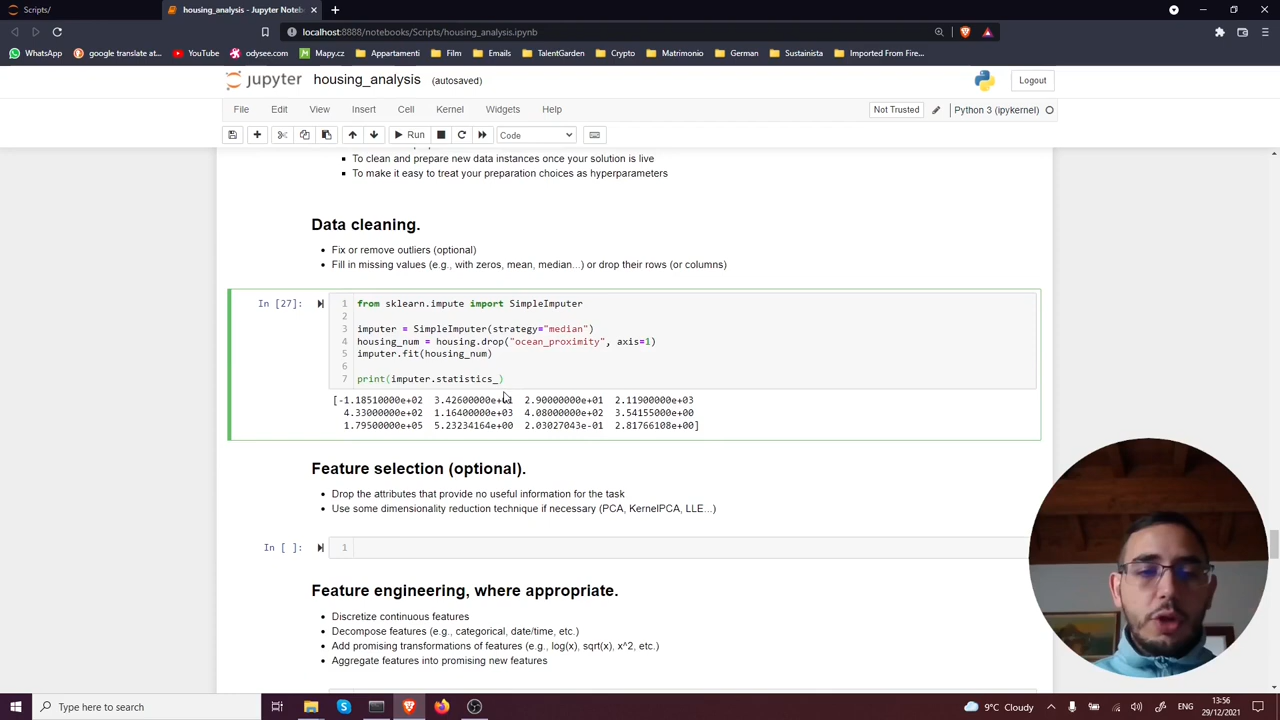 Scripts/
housing_analysis - Jupyter Noteb
localhost:8888/notebooks/Scripts/housing_analysis.ipynb
WhatsApp google translate at... YouTube odysee.com Mapy.cz Appartamenti Film Emails TalentGarden Crypto Matrimonio German Sustainista Imported From Fire...
jupyter housing_analysis (autosaved) Logout
File Edit View Insert Cell Kernel Widgets Help Not Trusted Python 3 (ipykernel)
Run Code
To clean and prepare new data instances once your solution is live
To make it easy to treat your preparation choices as hyperparameters
Data cleaning.
Fix or remove outliers (optional)
Fill in missing values (e.g., with zeros, mean, median...) or drop their rows (or columns)
In [27]: 1 from sklearn.impute import SimpleImputer
2
3 imputer = SimpleImputer(strategy="median")
4 housing_num = housing.drop("ocean_proximity", axis=1)
5 imputer.fit(housing_num)
6
7 print(imputer.statistics_)
[-1.18510000e+02 3.42600000e+01 2.90000000e+01 2.11900000e+03
4.33000000e+02 1.16400000e+03 4.08000000e+02 3.54155000e+00
1.79500000e+05 5.23234164e+00 2.03027043e-01 2.81766108e+00]
Feature selection (optional).
Drop the attributes that provide no useful information for the task
Use some dimensionality reduction technique if necessary (PCA, KernelPCA, LLE...)
In [ ]: 1
Feature engineering, where appropriate.
Discretize continuous features
Decompose features (e.g., categorical, date/time, etc.)
Add promising transformations of features (e.g., log(x), sqrt(x), x^2, etc.)
Aggregate features into promising new features
Type here to search 9°C Cloudy 13:56
29/12/2021